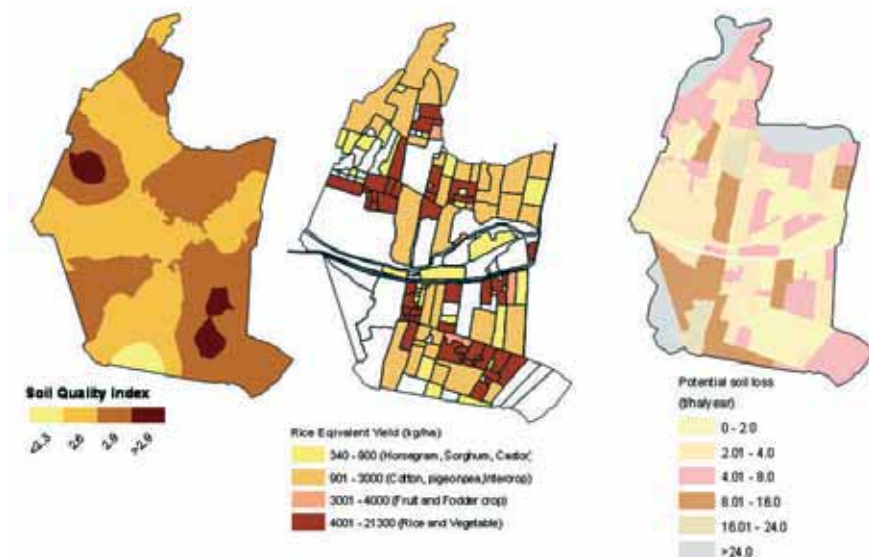 Soil Quality Index
<2.3
2.6
2.9
>2.9
Rice Eqrivalent Yield (kg/ha)
340 - 900 (Horsegram, Sorghum, Castor)
901 - 3000 (Cotton, pigeonpea,Intercrop)
3001 - 4000 (Fruit and Fodder crop)
4001 - 21300 (Rice and Vegetable)
Potential soil loss
(t/ha/year)
0 - 2.0
2.01 - 4.0
4.01 - 8.0
8.01 - 16.0
16.01 - 24.0
>24.0